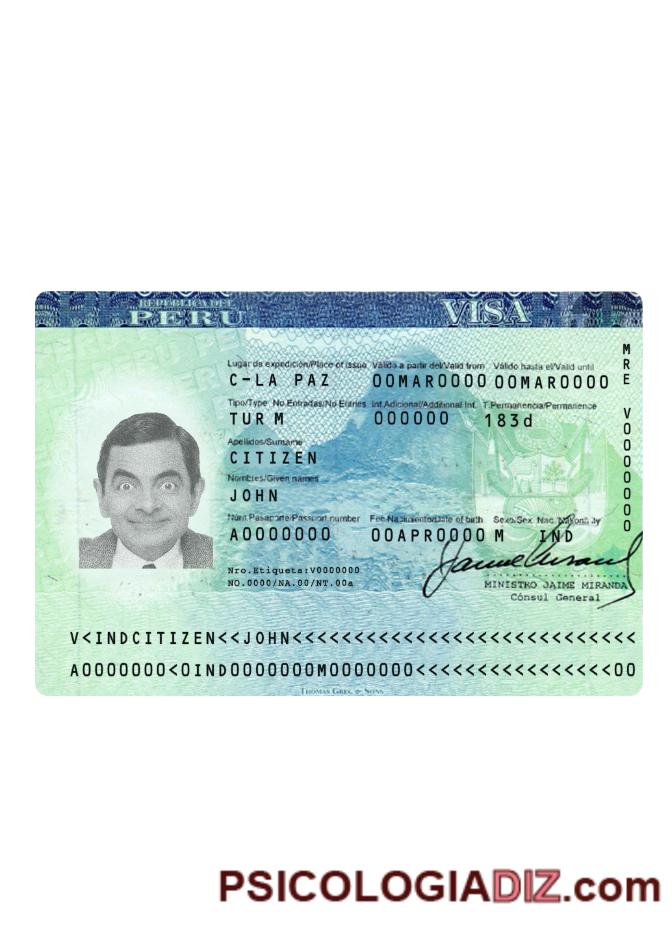 REPUBLICA DEL
PERU
VISA
Lugar de expedición/Place of issue Válido a partir del/Valid from Válido hasta el/Valid until
C-LA PAZ 00MAR0000 00MAR0000
Tipo/Type No.Entradas/No Entries Int.Adicional/Additional Int. T.Permanencia/Permanence
TUR M 000000 183d
Apellidos/Surname
CITIZEN
Nombres/Given names
JOHN
Núm.Pasaporte/Passport number Fec.Nacimiento/Date of birth Sexo/Sex Nac.
A0000000 00APR0000 M IND
Nro.Etiqueta:V0000000
NO.0000/NA.00/NT.00a
MINISTRO JAIME MIRANDA
Cónsul General
MRE V0000000
V<INDCITIZEN<<JOHN<<<<<<<<<<<<<<<<<<<<<<<<<<<<
A0000000<0IND0000000M0000000<<<<<<<<<<<<<<<<00
THOMAS GREG & SONS
PSICOLOGIADIZ.com